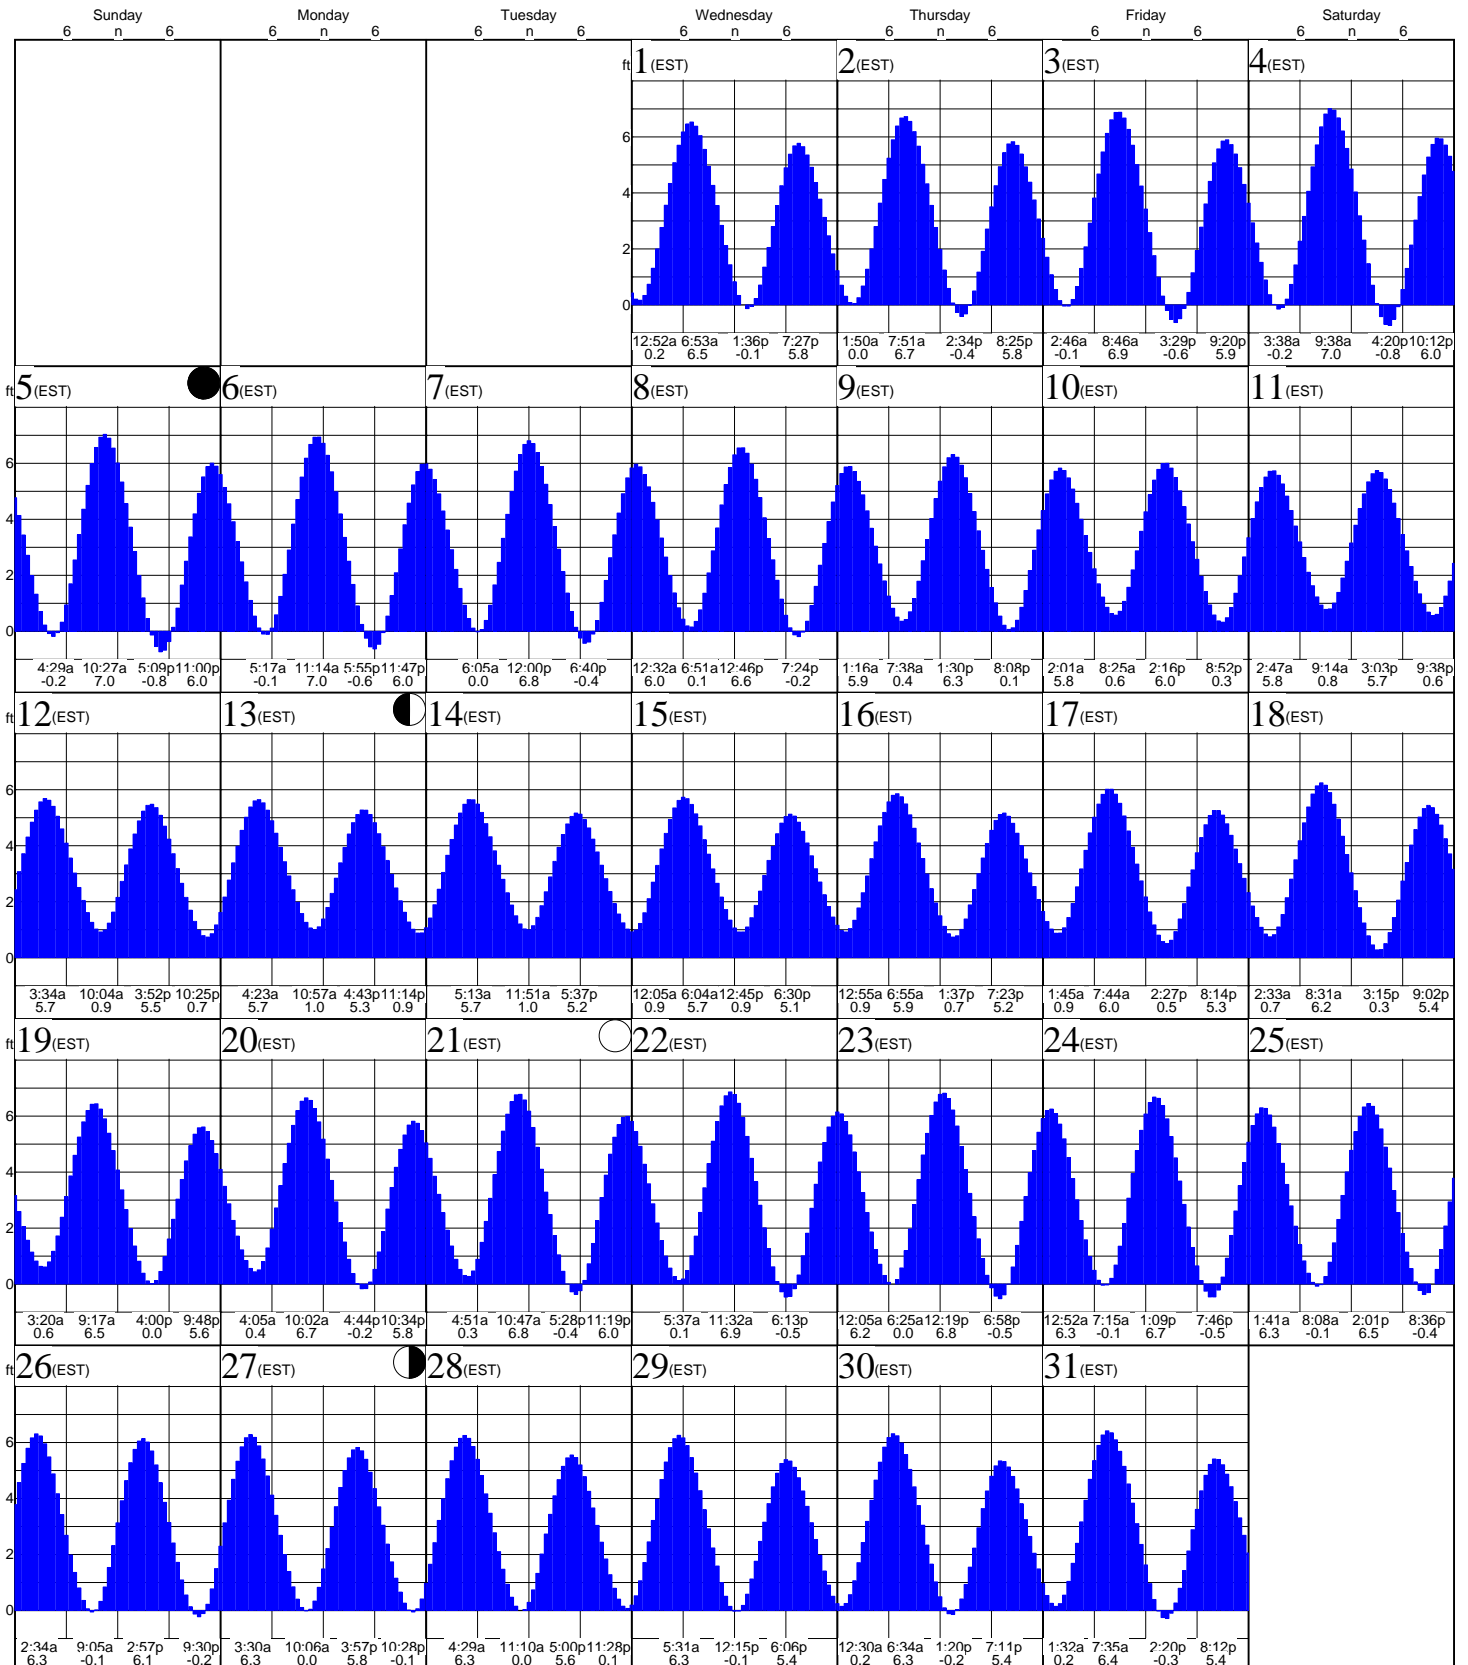 Sunday Monday Tuesday Wednesday Thursday Friday Saturday
6 n 6 6 n 6 6 n 6 6 n 6 6 n 6 6 n 6 6 n 6
ft 1(EST) 2(EST) 3(EST) 4(EST)
6
4
2
0
12:52a 6:53a 1:36p 7:27p 1:50a 7:51a 2:34p 8:25p 2:46a 8:46a 3:29p 9:20p 3:38a 9:38a 4:20p 10:12p
0.2 6.5 -0.1 5.8 0.0 6.7 -0.4 5.8 -0.1 6.9 -0.6 5.9 -0.2 7.0 -0.8 6.0
ft 5(EST) 6(EST) 7(EST) 8(EST) 9(EST) 10(EST) 11(EST)
6
4
2
0
4:29a 10:27a 5:09p 11:00p 5:17a 11:14a 5:55p 11:47p 6:05a 12:00p 6:40p 12:32a 6:51a 12:46p 7:24p 1:16a 7:38a 1:30p 8:08p 2:01a 8:25a 2:16p 8:52p 2:47a 9:14a 3:03p 9:38p
-0.2 7.0 -0.8 6.0 -0.1 7.0 -0.6 6.0 0.0 6.8 -0.4 6.0 0.1 6.6 -0.2 5.9 0.4 6.3 0.1 5.8 0.6 6.0 0.3 5.8 0.8 5.7 0.6
ft 12(EST) 13(EST) 14(EST) 15(EST) 16(EST) 17(EST) 18(EST)
6
4
2
0
3:34a 10:04a 3:52p 10:25p 4:23a 10:57a 4:43p 11:14p 5:13a 11:51a 5:37p 12:05a 6:04a 12:45p 6:30p 12:55a 6:55a 1:37p 7:23p 1:45a 7:44a 2:27p 8:14p 2:33a 8:31a 3:15p 9:02p
5.7 0.9 5.5 0.7 5.7 1.0 5.3 0.9 5.7 1.0 5.2 0.9 5.7 0.9 5.1 0.9 5.9 0.7 5.2 0.9 6.0 0.5 5.3 0.7 6.2 0.3 5.4
ft 19(EST) 20(EST) 21(EST) 22(EST) 23(EST) 24(EST) 25(EST)
6
4
2
0
3:20a 9:17a 4:00p 9:48p 4:05a 10:02a 4:44p 10:34p 4:51a 10:47a 5:28p 11:19p 5:37a 11:32a 6:13p 12:05a 6:25a 12:19p 6:58p 12:52a 7:15a 1:09p 7:46p 1:41a 8:08a 2:01p 8:36p
0.6 6.5 0.0 5.6 0.4 6.7 -0.2 5.8 0.3 6.8 -0.4 6.0 0.1 6.9 -0.5 6.2 0.0 6.8 -0.5 6.3 -0.1 6.7 -0.5 6.3 -0.1 6.5 -0.4
ft 26(EST) 27(EST) 28(EST) 29(EST) 30(EST) 31(EST)
6
4
2
0
2:34a 9:05a 2:57p 9:30p 3:30a 10:06a 3:57p 10:28p 4:29a 11:10a 5:00p 11:28p 5:31a 12:15p 6:06p 12:30a 6:34a 1:20p 7:11p 1:32a 7:35a 2:20p 8:12p
6.3 -0.1 6.1 -0.2 6.3 0.0 5.8 -0.1 6.3 0.0 5.6 0.1 6.3 -0.1 5.4 0.2 6.3 -0.2 5.4 0.2 6.4 -0.3 5.4